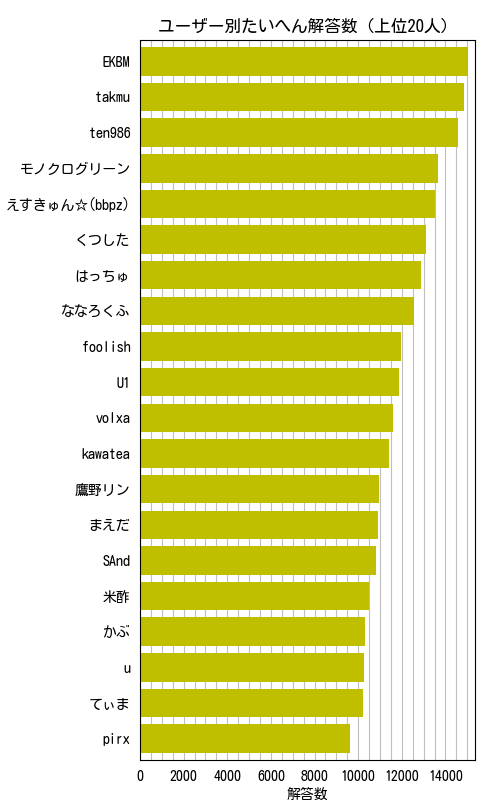 ユーザー別たいへん解答数 (上位20人)
EKBM
takmu
ten986
モノクログリーン
えすきゅん☆(bbpz)
くつした
はっちゅ
ななろくふ
foolish
U1
volxa
kawatea
鷹野リン
まえだ
SAnd
米酢
かぶ
u
てぃま
pirx
0 2000 4000 6000 8000 10000 12000 14000
解答数